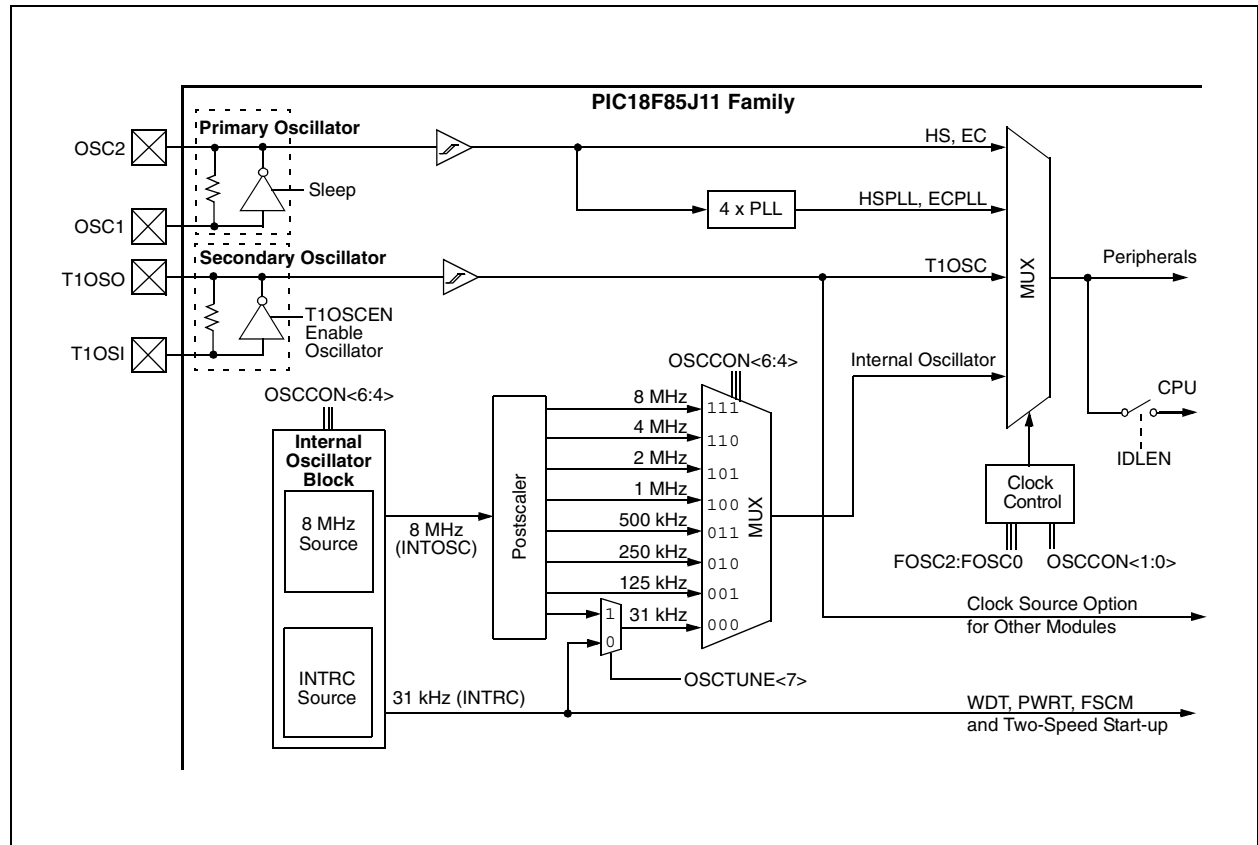 PIC18F85J11 Family
Primary Oscillator
OSC2
HS, EC
Sleep
4 x PLL
HSPLL, ECPLL
OSC1
Secondary Oscillator
T1OSO
T1OSC
MUX
Peripherals
T1OSCEN
Enable
Oscillator
T1OSI
OSCCON<6:4>
Internal Oscillator
CPU
IDLEN
OSCCON<6:4>
Internal
Oscillator
Block
8 MHz
Source
8 MHz
(INTOSC)
Postscaler
8 MHz
111
4 MHz
110
2 MHz
101
1 MHz
100
500 kHz
011
250 kHz
010
125 kHz
001
1
31 kHz
000
0
MUX
Clock
Control
FOSC2:FOSC0
OSCCON<1:0>
Clock Source Option
for Other Modules
INTRC
Source
31 kHz (INTRC)
OSCTUNE<7>
WDT, PWRT, FSCM
and Two-Speed Start-up